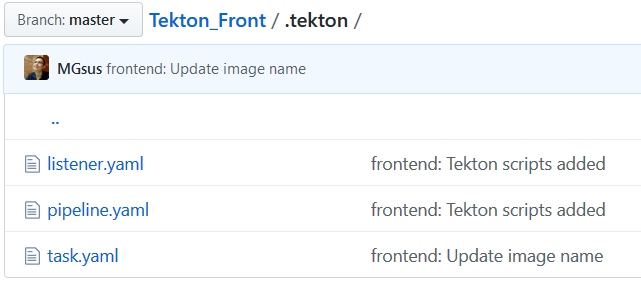 Branch: master Tekton_Front / .tekton /
MGsus frontend: Update image name
..
listener.yaml frontend: Tekton scripts added
pipeline.yaml frontend: Tekton scripts added
task.yaml frontend: Update image name